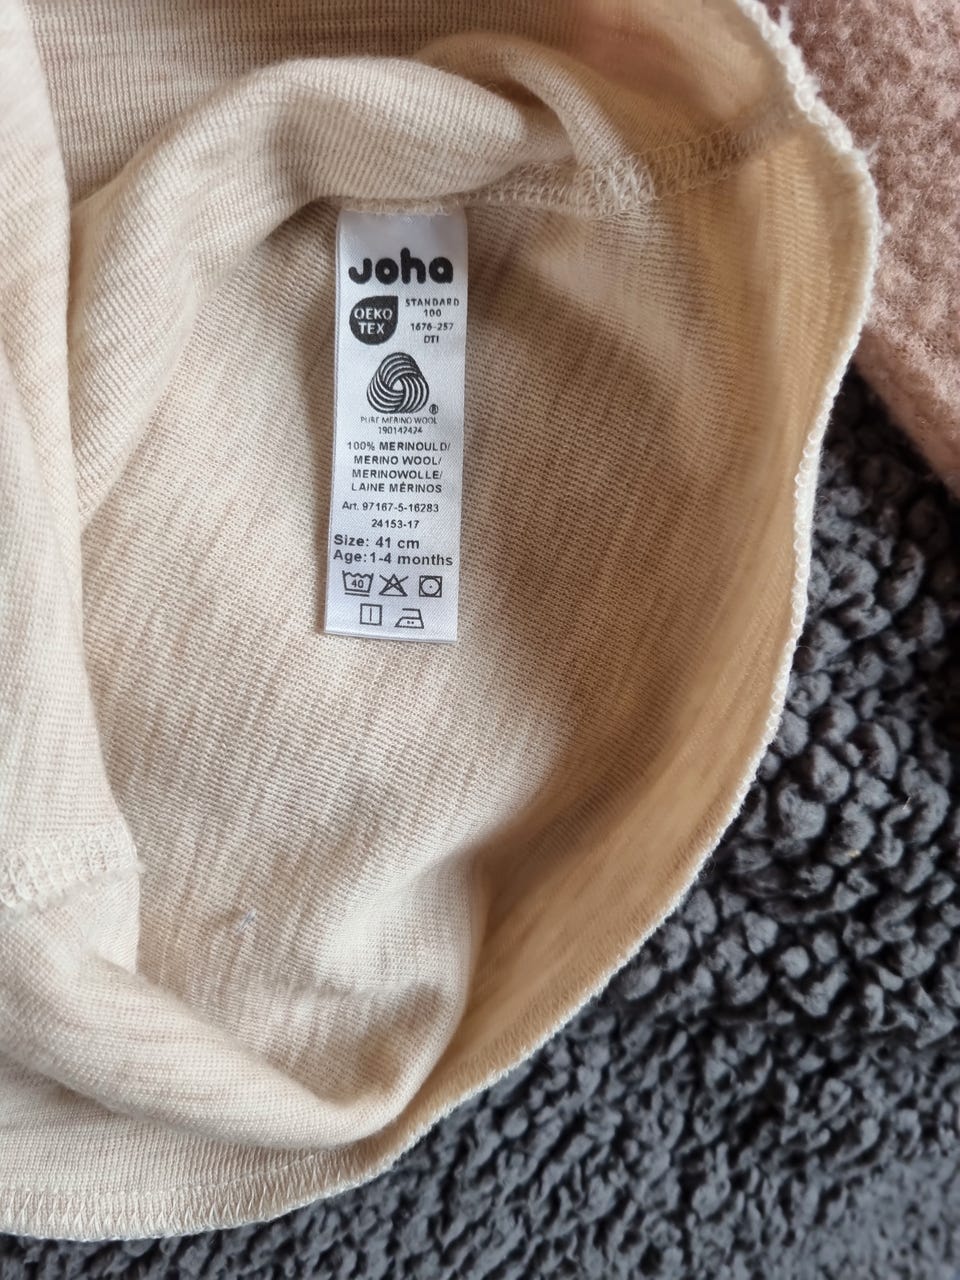 Joha
OEKO
TEX
STANDARD
100
1676-257
DTI
®
PURE MERINO WOOL
190142424
100% MERINOULD/
MERINO WOOL/
MERINOWOLLE/
LAINE MÉRINOS
Art. 97167-5-16283
24153-17
Size: 41 cm
Age: 1-4 months
40